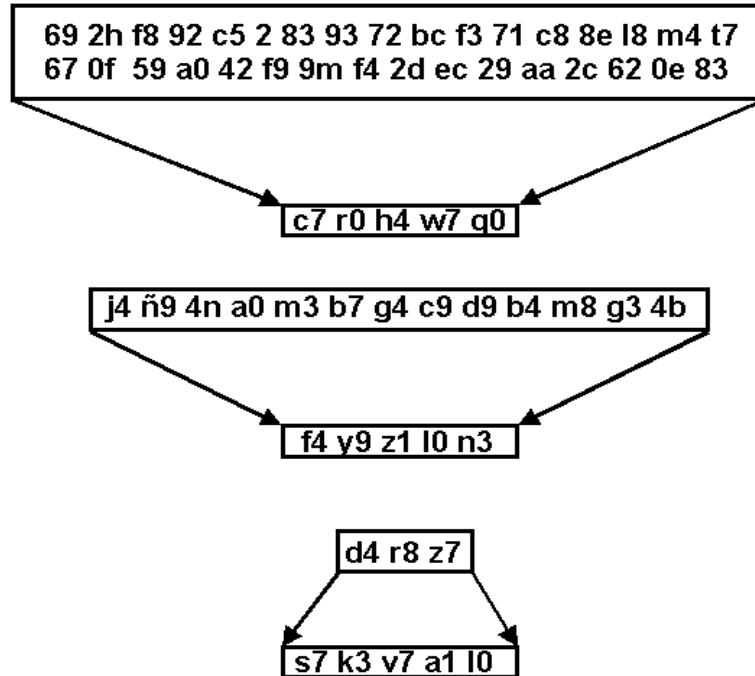 69 2h f8 92 c5 2 83 93 72 bc f3 71 c8 8e l8 m4 t7
67 0f 59 a0 42 f9 9m f4 2d ec 29 aa 2c 62 0e 83
c7 r0 h4 w7 q0
j4 ñ9 4n a0 m3 b7 g4 c9 d9 b4 m8 g3 4b
f4 y9 z1 l0 n3
d4 r8 z7
s7 k3 v7 a1 l0